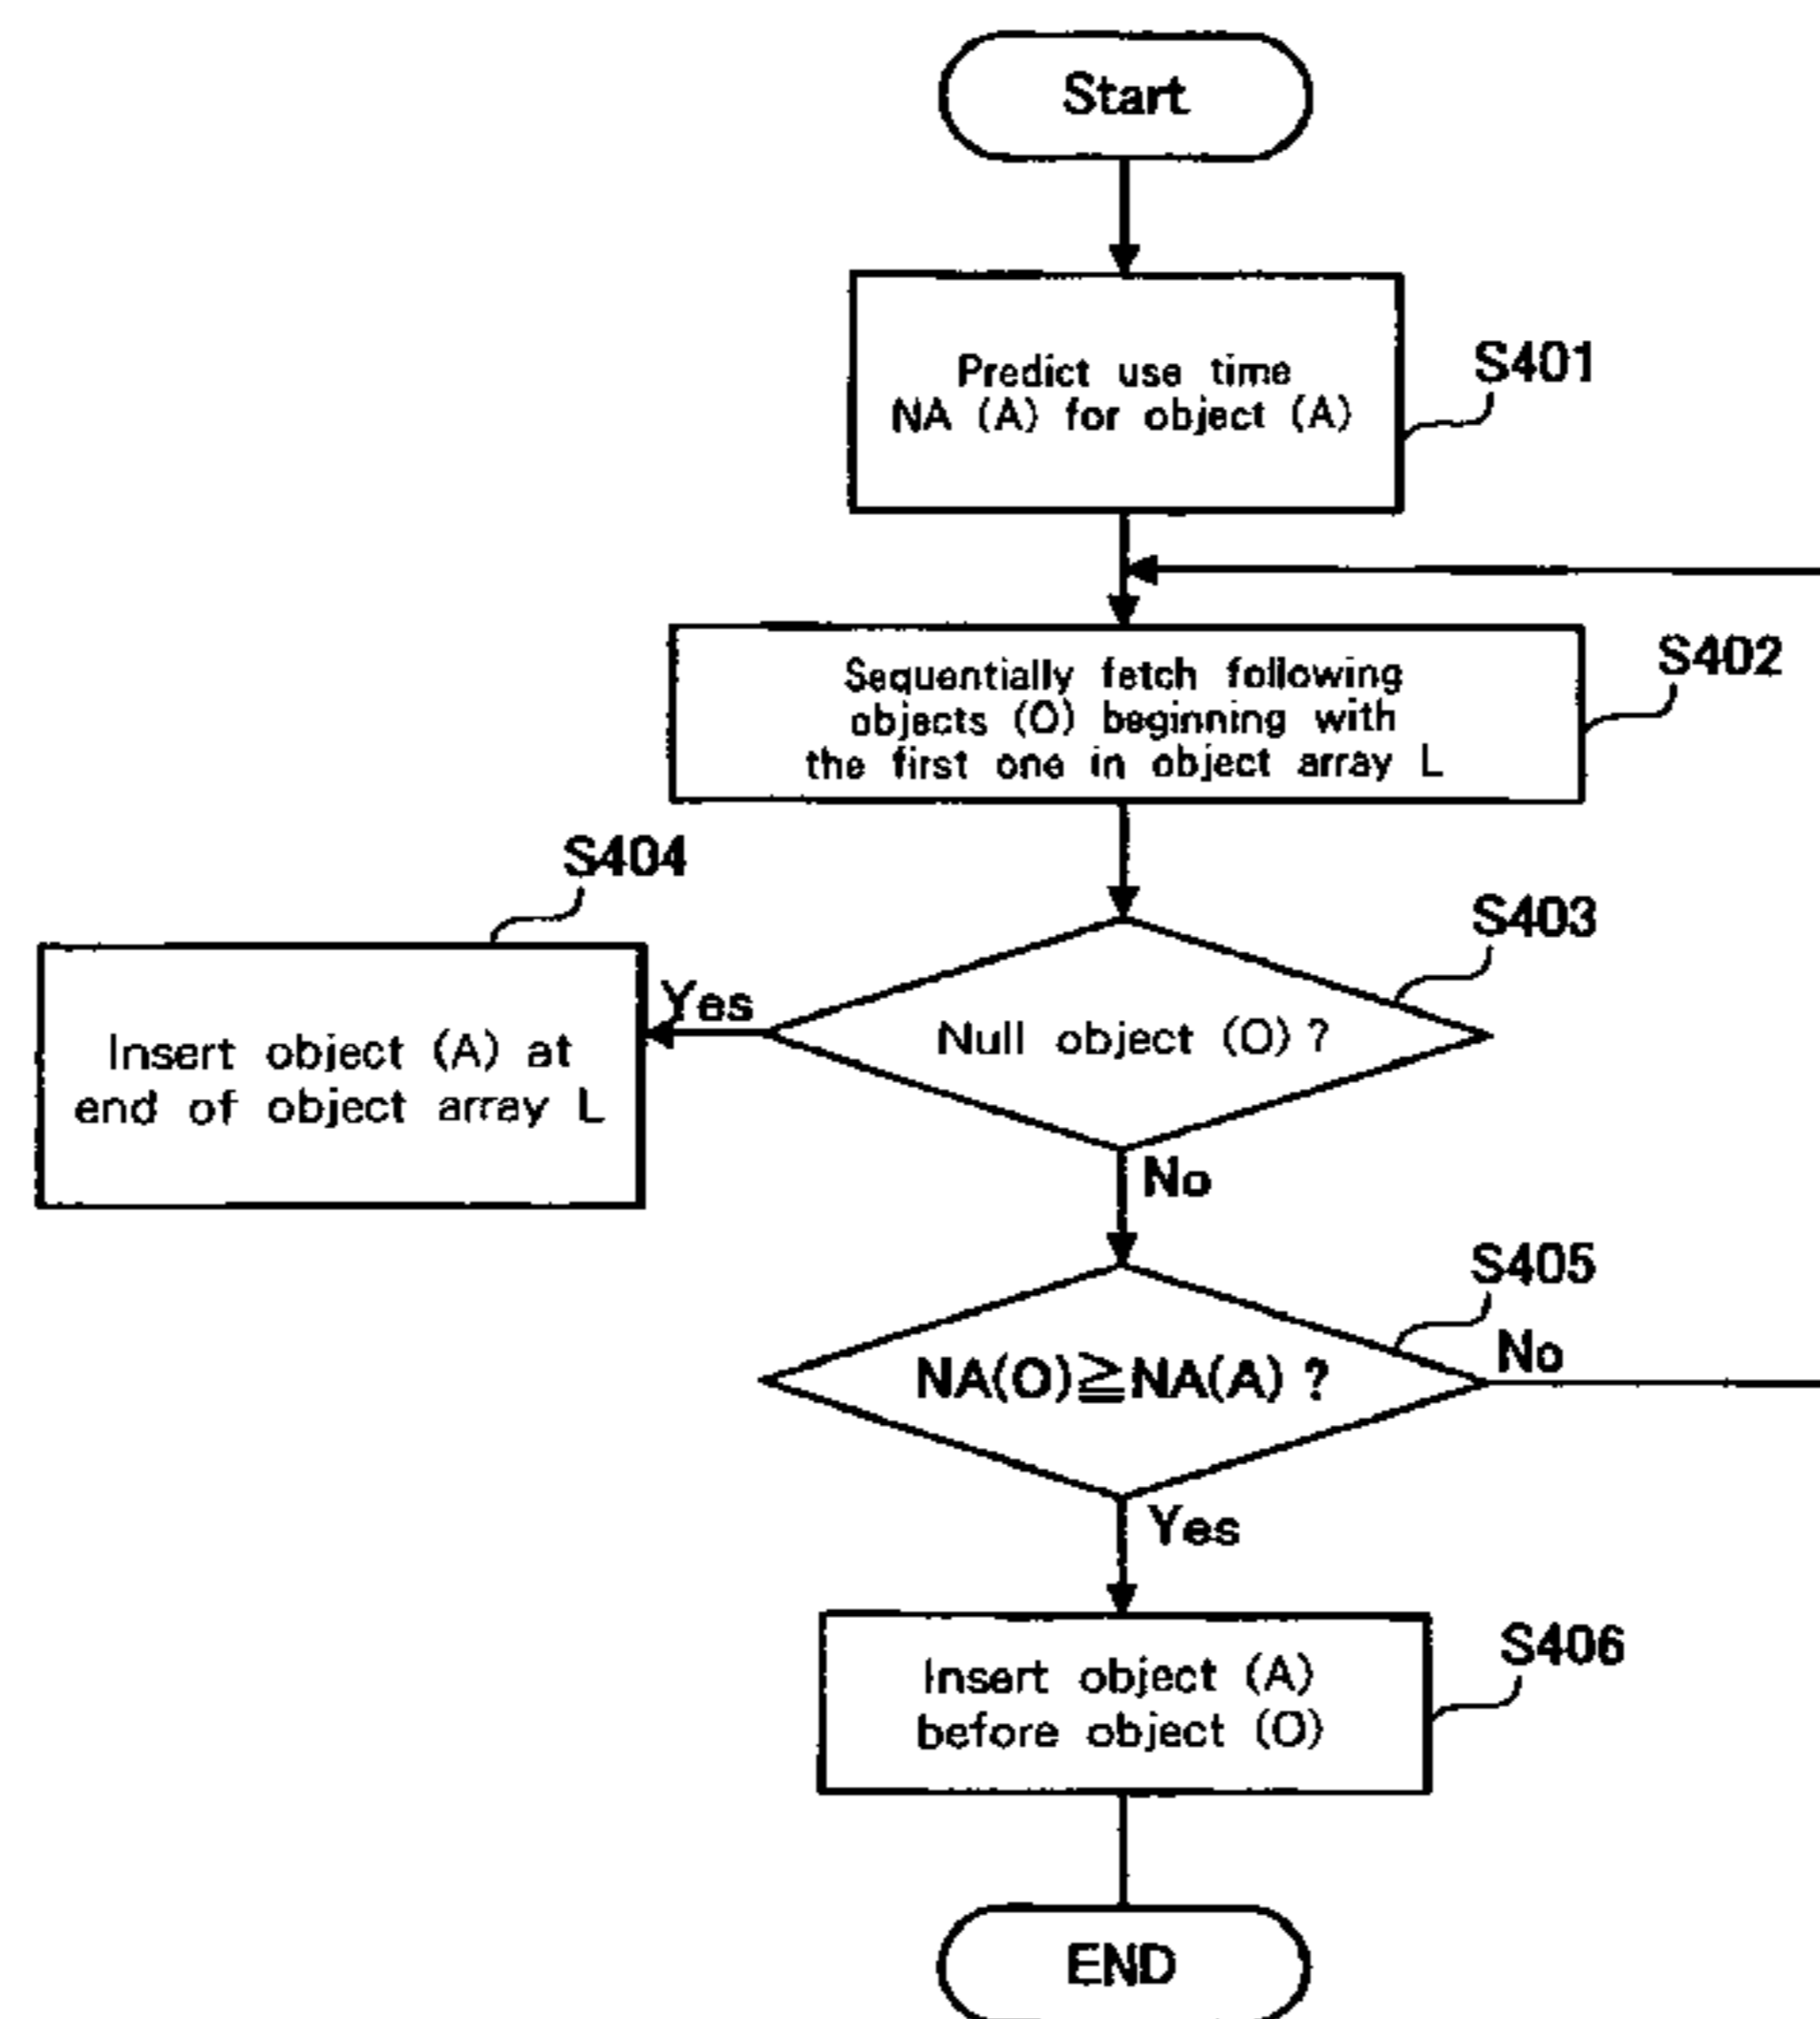 Start
Predict use time
NA (A) for object (A)
S401
Sequentially fetch following
objects (O) beginning with
the first one in object array L
S402
S404
Insert object (A) at
end of object array L
Yes
Null object (O) ?
S403
No
NA(O)≧NA(A) ?
S405
No
Yes
Insert object (A)
before object (O)
S406
END